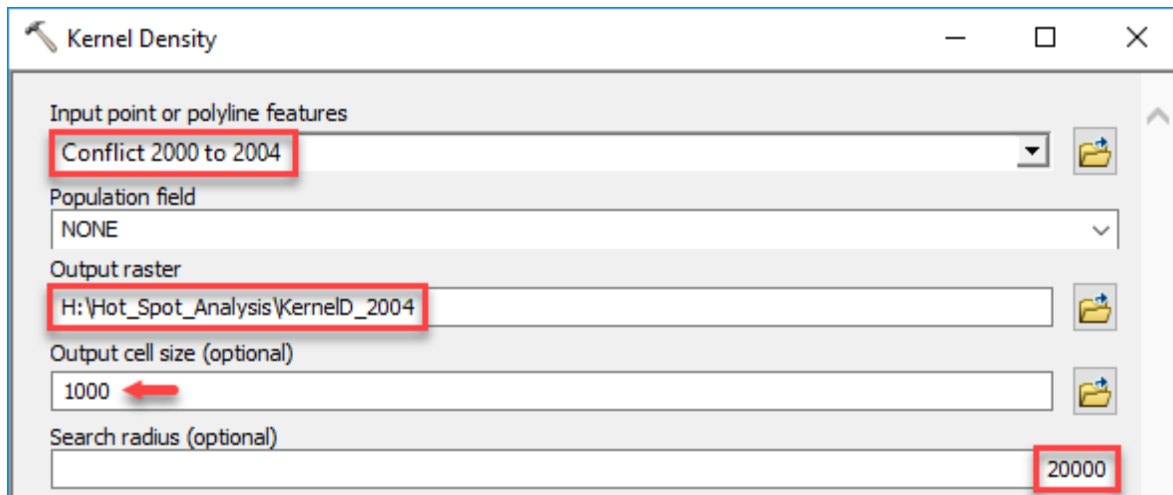 Kernel Density
Input point or polyline features
Conflict 2000 to 2004
Population field
NONE
Output raster
H:\Hot_Spot_Analysis\KernelD_2004
Output cell size (optional)
1000
Search radius (optional)
20000